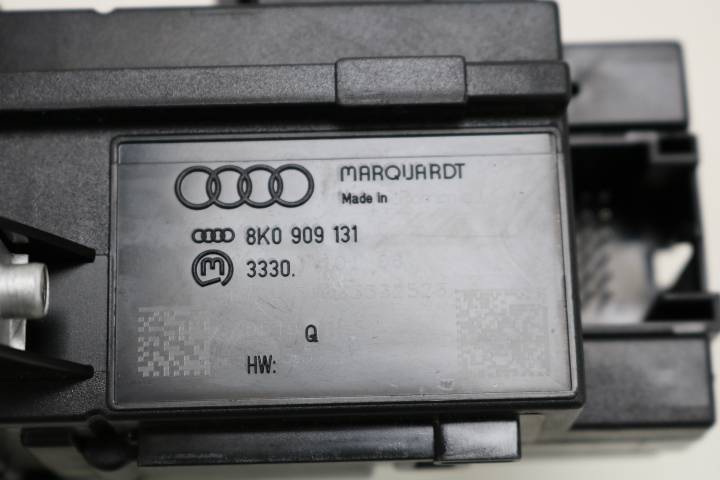 MARQUARDT
Made in
8K0 909 131
M 3330.
Q
HW: